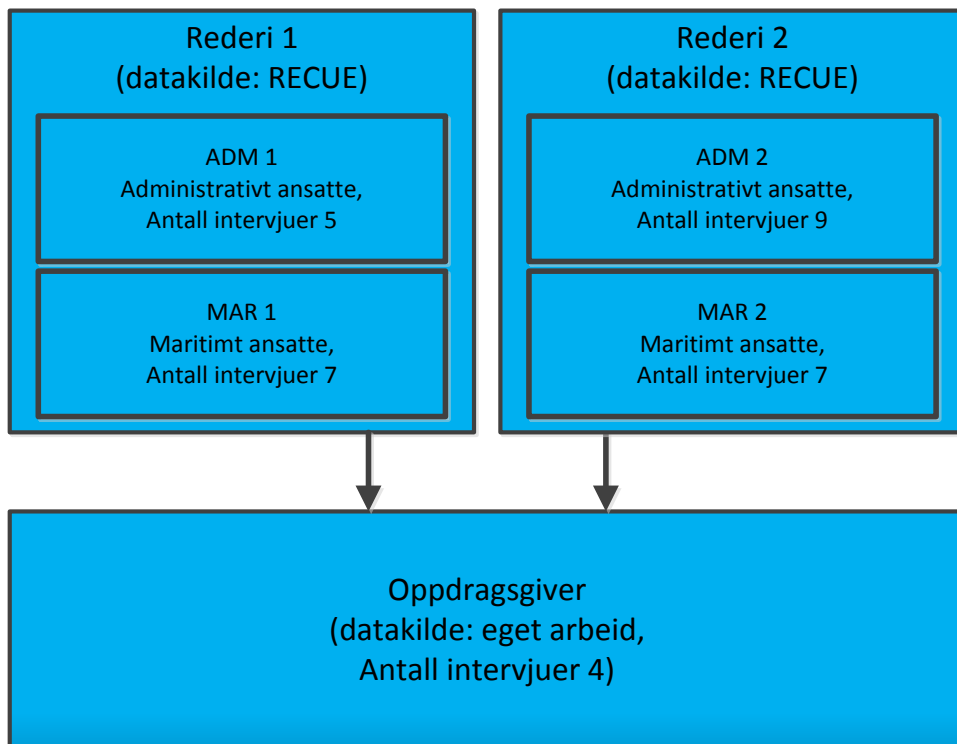 Rederi 1
(datakilde: RECUE)
ADM 1
Administrativt ansatte,
Antall intervjuer 5
MAR 1
Maritimt ansatte,
Antall intervjuer 7
Rederi 2
(datakilde: RECUE)
ADM 2
Administrativt ansatte,
Antall intervjuer 9
MAR 2
Maritimt ansatte,
Antall intervjuer 7
Oppdragsgiver
(datakilde: eget arbeid,
Antall intervjuer 4)